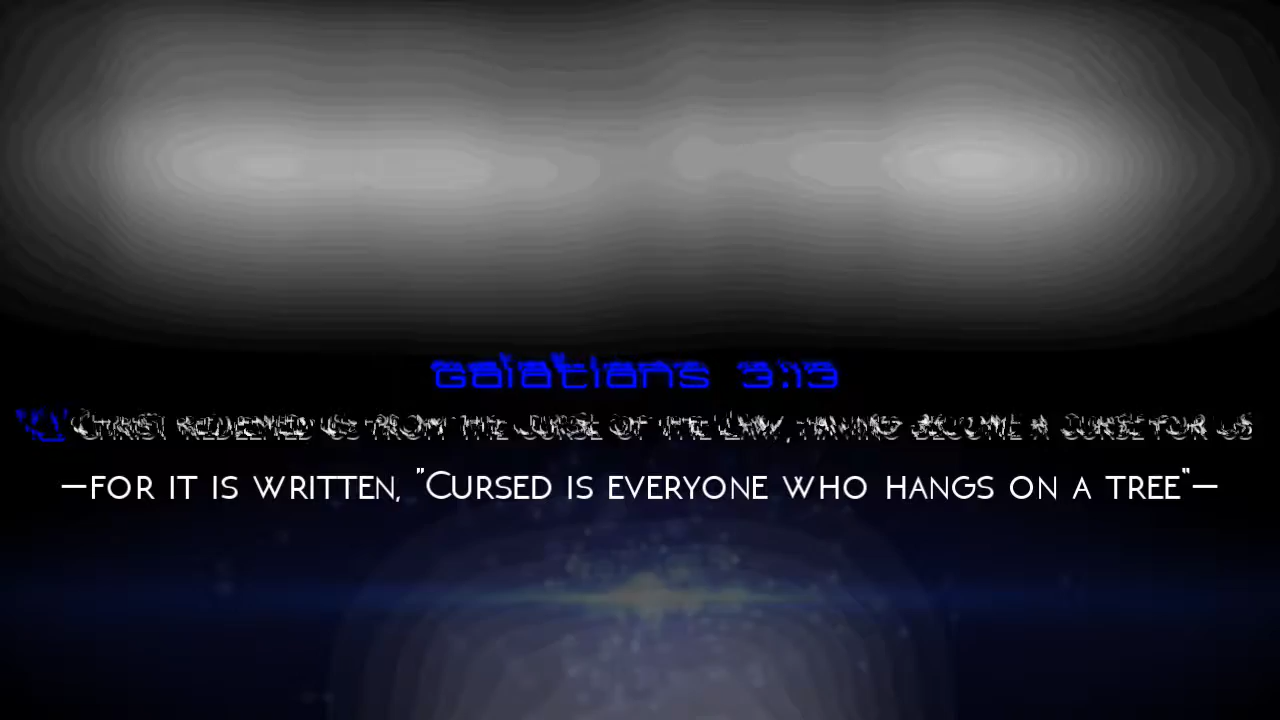 Galatians 3:13
Christ redeemed us from the curse of the Law, having become a curse for us
—for it is written, "Cursed is everyone who hangs on a tree"—